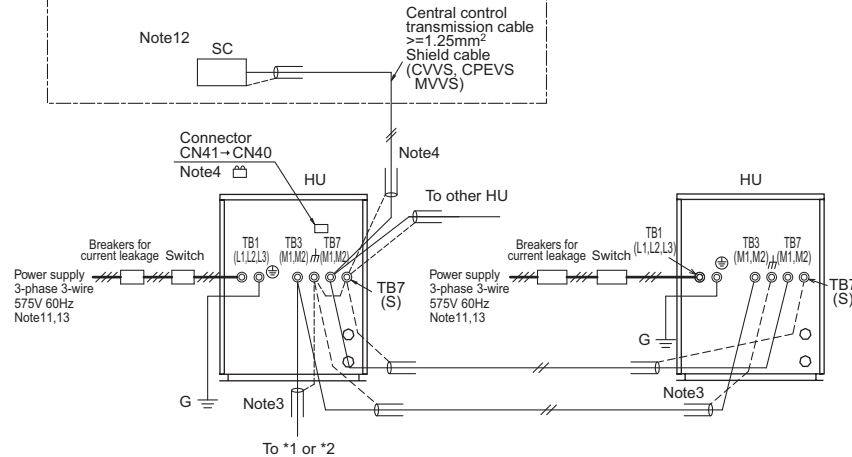 Note12
SC
Central control
transmission cable
>=1.25mm²
Shield cable
(CVVS, CPEVS
MVVS)
Connector
CN41→CN40
Note4
Note4
HU
To other HU
HU
Breakers for
current leakage
Switch
TB1
(L1,L2,L3)
TB3
(M1,M2)
TB7
(M1,M2)
Power supply
3-phase 3-wire
575V 60Hz
Note11,13
TB7
(S)
Breakers for
current leakage
Switch
TB1
(L1,L2,L3)
TB3
(M1,M2)
TB7
(M1,M2)
Power supply
3-phase 3-wire
575V 60Hz
Note11,13
TB7
(S)
G
G
Note3
Note3
To *1 or *2